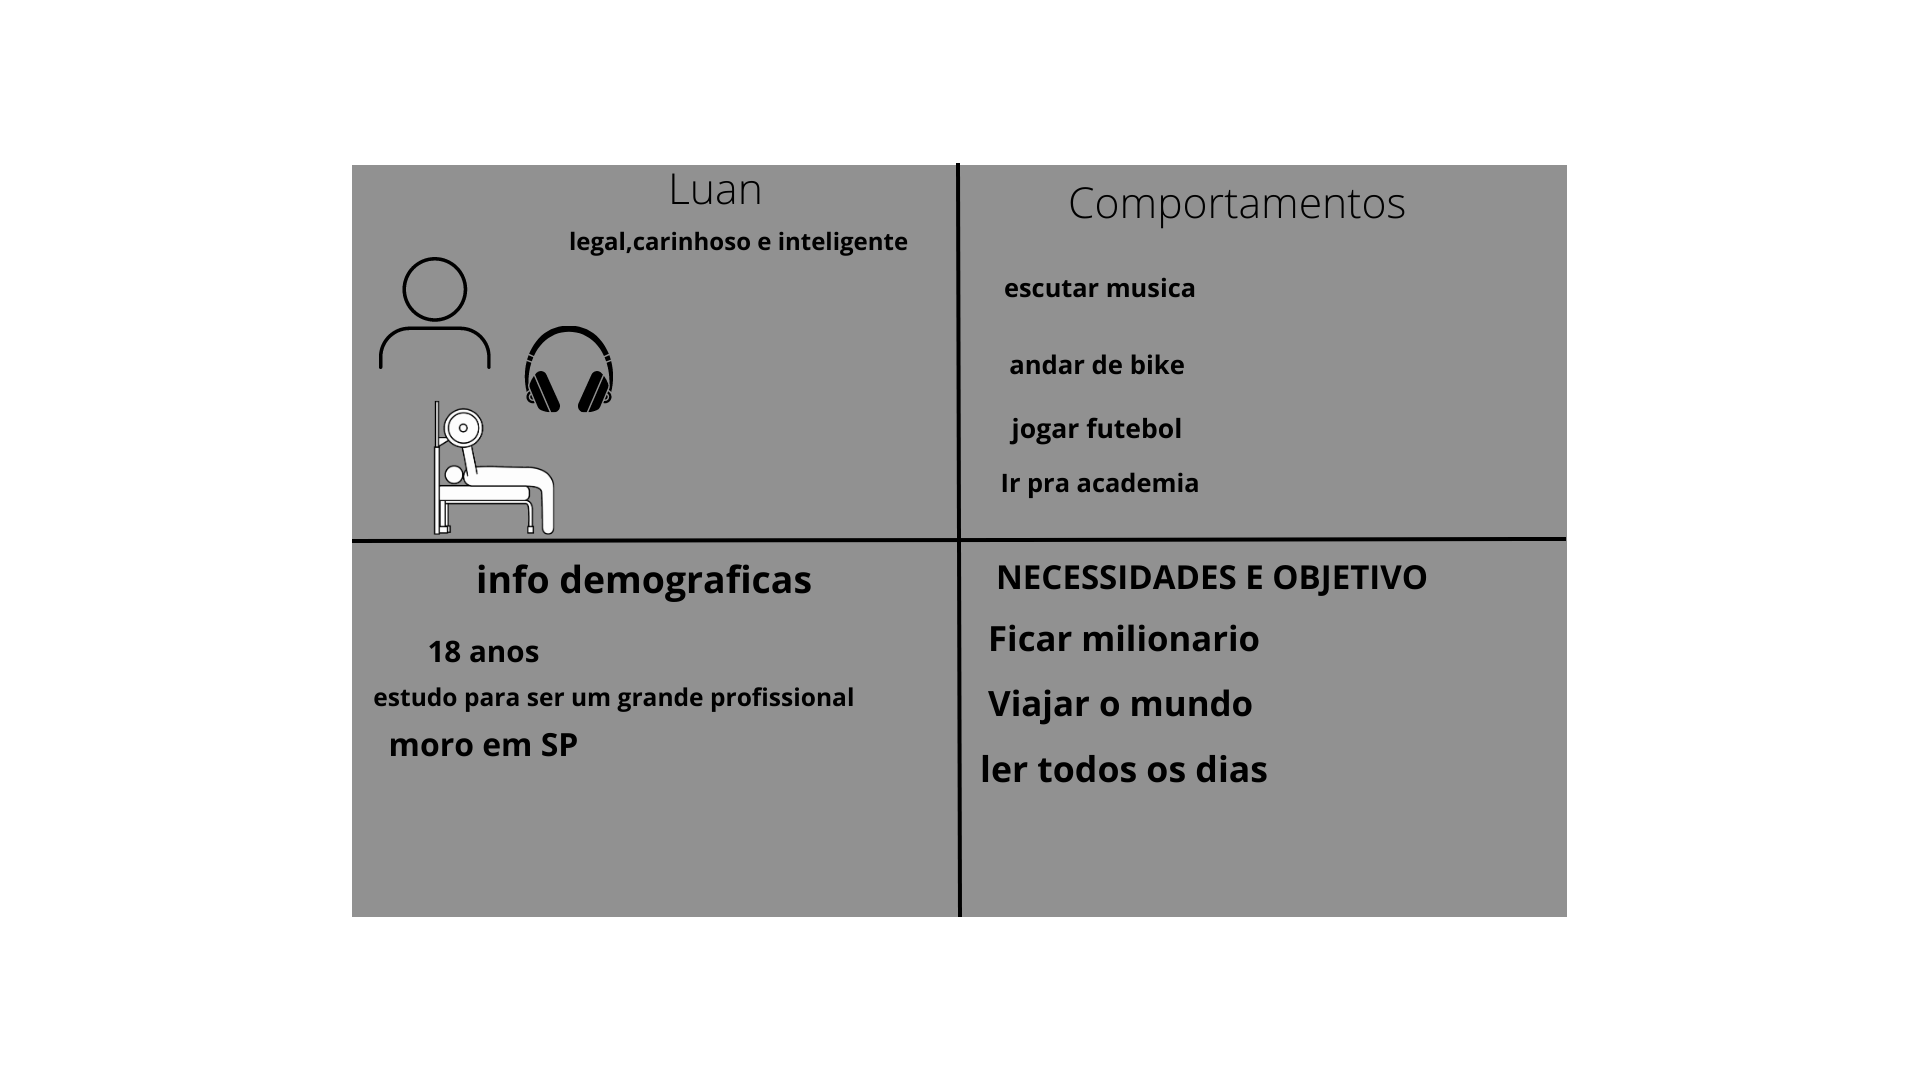 Luan
legal,carinhoso e inteligente
Comportamentos
escutar musica
andar de bike
jogar futebol
Ir pra academia
info demograficas
18 anos
estudo para ser um grande profissional
moro em SP
NECESSIDADES E OBJETIVO
Ficar milionario
Viajar o mundo
ler todos os dias